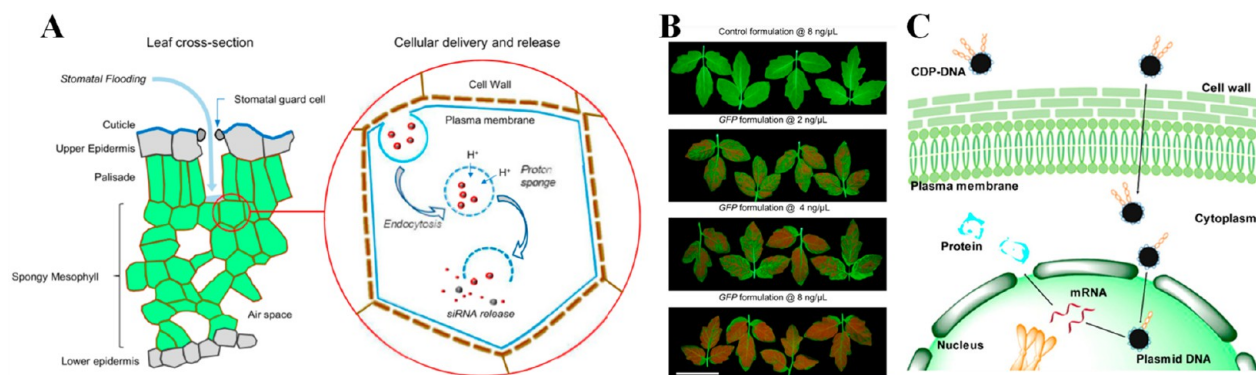 A
Leaf cross-section
Stomatal Flooding
Stomatal guard cell
Cuticle
Upper Epidermis
Palisade
Spongy Mesophyll
Air space
Lower epidermis
Cellular delivery and release
Cell Wall
Plasma membrane
H⁺
H⁺
Proton
sponge
Endocytosis
siRNA release
B
Control formulation @ 8 ng/µL
GFP formulation @ 2 ng/µL
GFP formulation @ 4 ng/µL
GFP formulation @ 8 ng/µL
C
CDP-DNA
Cell wall
Plasma membrane
Cytoplasm
Protein
mRNA
Nucleus
Plasmid DNA